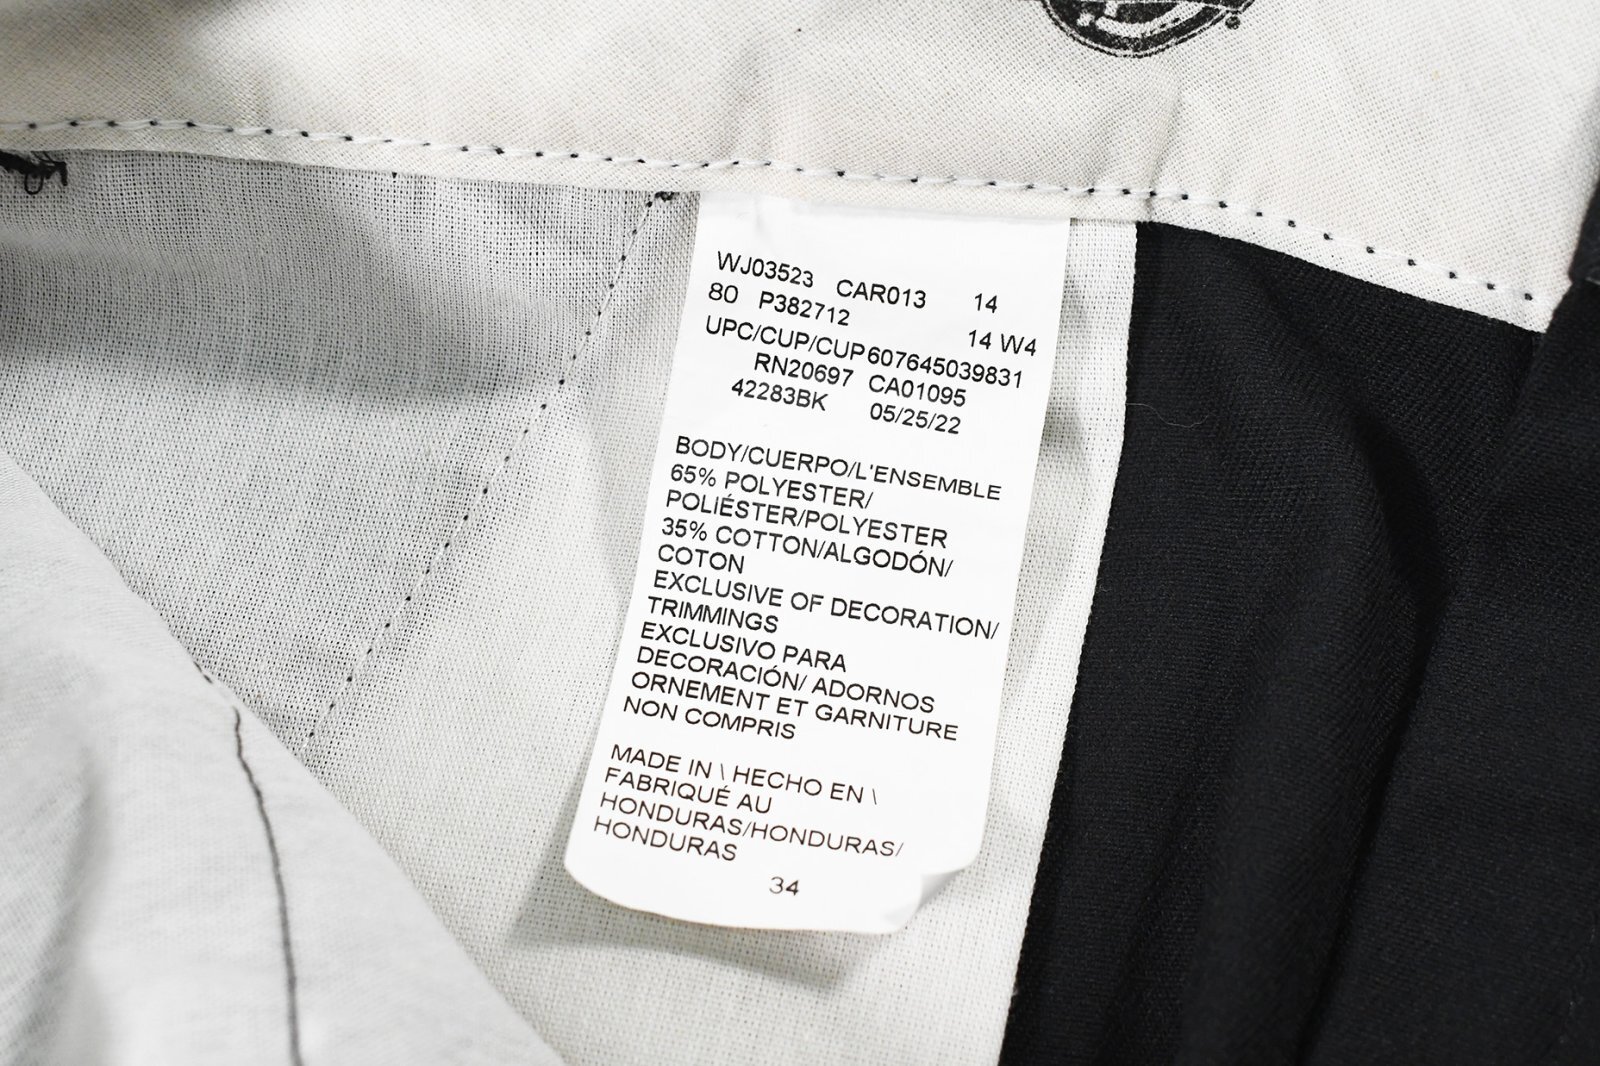 WJ03523 CAR013 14
80 P382712 14 W4
UPC/CUP/CUP 607645039831
RN20697 CA01095
42283BK 05/25/22
BODY/CUERPO/L'ENSEMBLE
65% POLYESTER/
POLIÉSTER/POLYESTER
35% COTTON/ALGODÓN/
COTON
EXCLUSIVE OF DECORATION/
TRIMMINGS
EXCLUSIVO PARA
DECORACIÓN/ ADORNOS
ORNEMENT ET GARNITURE
NON COMPRIS
MADE IN \ HECHO EN \
FABRIQUÉ AU
HONDURAS/HONDURAS/
HONDURAS
34